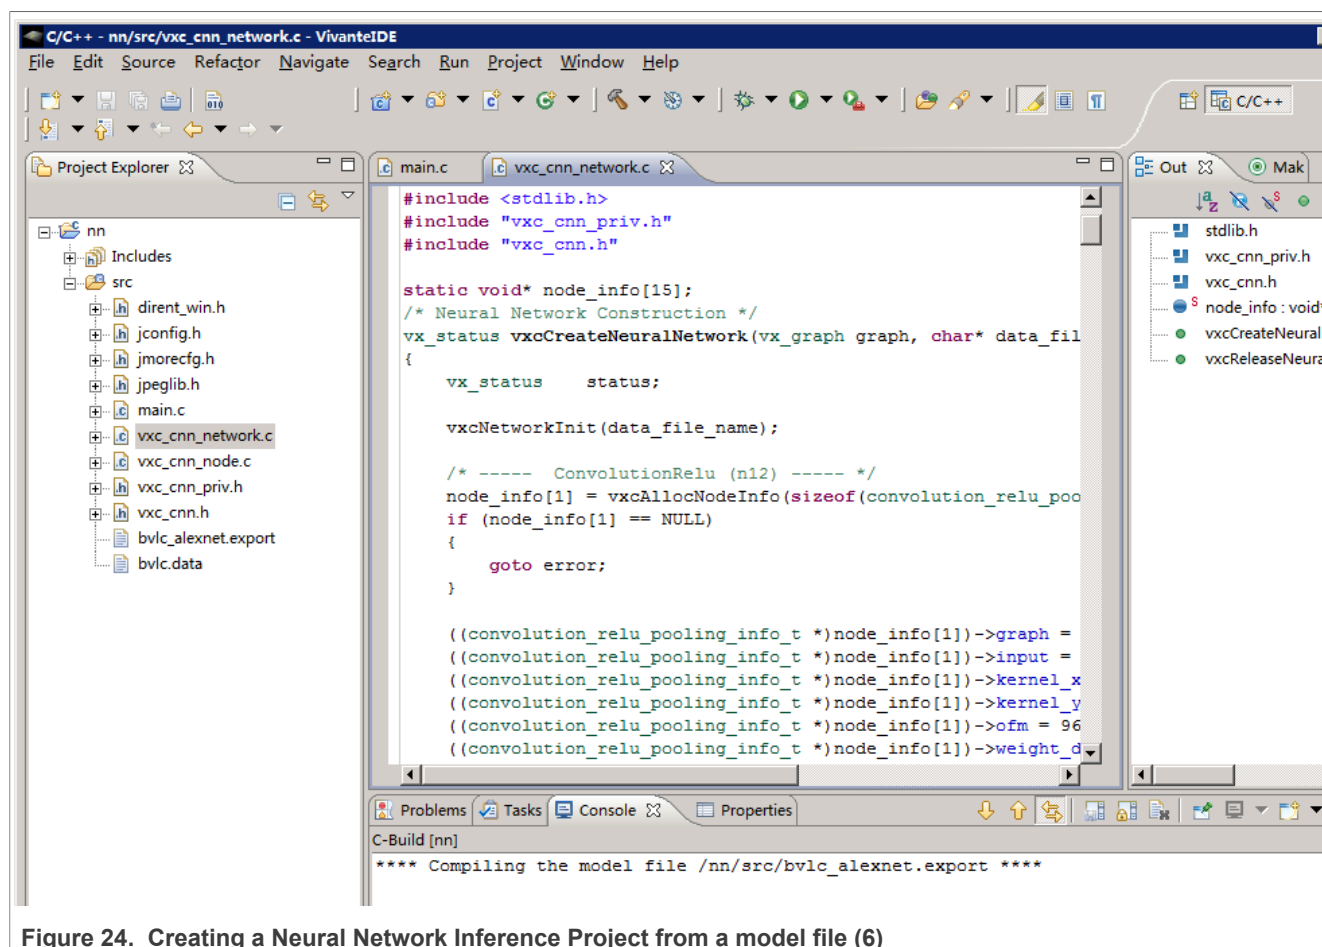 C/C++ - nn/src/vxc_cnn_network.c - VivanteIDE
File Edit Source Refactor Navigate Search Run Project Window Help
C/C++
Project Explorer
main.c
vxc_cnn_network.c
Out
Mak
nn
Includes
src
dirent_win.h
jconfig.h
jmorecfg.h
jpeglib.h
main.c
vxc_cnn_network.c
vxc_cnn_node.c
vxc_cnn_priv.h
vxc_cnn.h
bvlc_alexnet.export
bvlc.data
#include <stdlib.h>
#include "vxc_cnn_priv.h"
#include "vxc_cnn.h"
static void* node_info[15];
/* Neural Network Construction */
vx_status vxcCreateNeuralNetwork(vx_graph graph, char* data_fil
{
vx_status status;
vxcNetworkInit(data_file_name);
/* ----- ConvolutionRelu (n12) ----- */
node_info[1] = vxcAllocNodeInfo(sizeof(convolution_relu_poo
if (node_info[1] == NULL)
{
goto error;
}
((convolution_relu_pooling_info_t *)node_info[1])->graph =
((convolution_relu_pooling_info_t *)node_info[1])->input =
((convolution_relu_pooling_info_t *)node_info[1])->kernel_x
((convolution_relu_pooling_info_t *)node_info[1])->kernel_y
((convolution_relu_pooling_info_t *)node_info[1])->ofm = 96
((convolution_relu_pooling_info_t *)node_info[1])->weight_d
stdlib.h
vxc_cnn_priv.h
vxc_cnn.h
node_info : void*
vxcCreateNeural
vxcReleaseNeura
Problems Tasks Console Properties
C-Build [nn]
**** Compiling the model file /nn/src/bvlc_alexnet.export ****
Figure 24. Creating a Neural Network Inference Project from a model file (6)